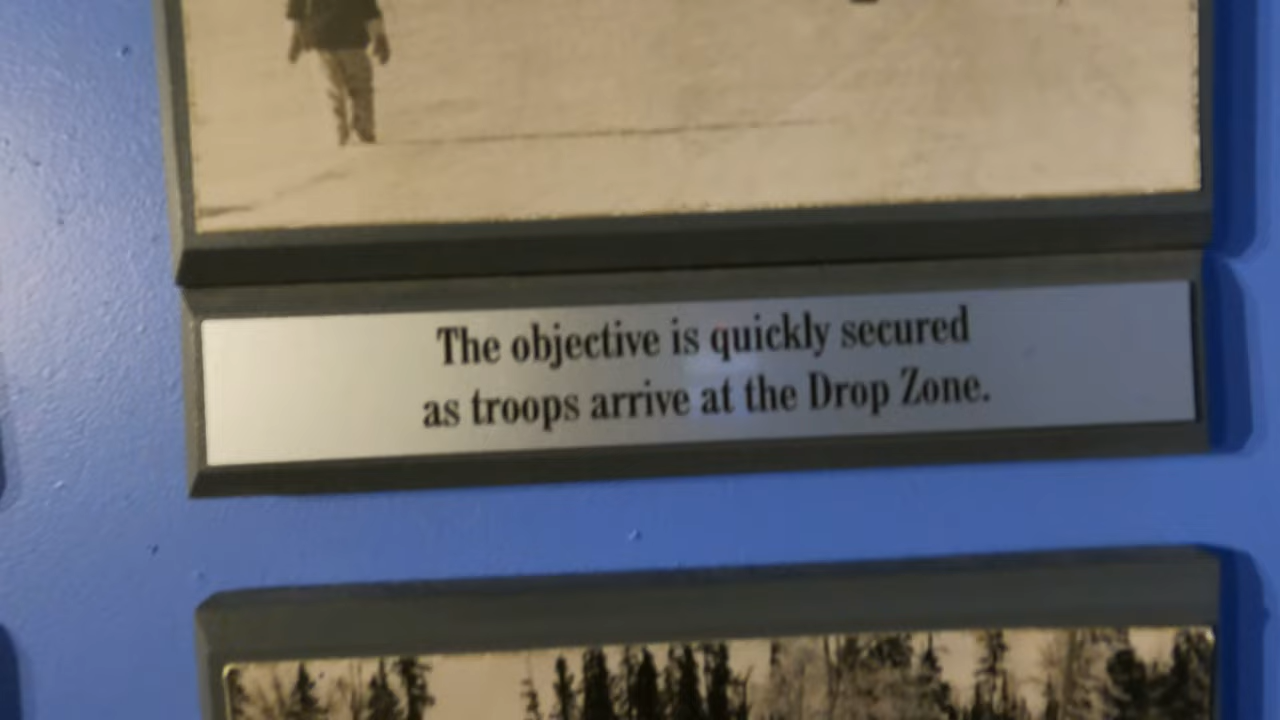 The objective is quickly secured
as troops arrive at the Drop Zone.